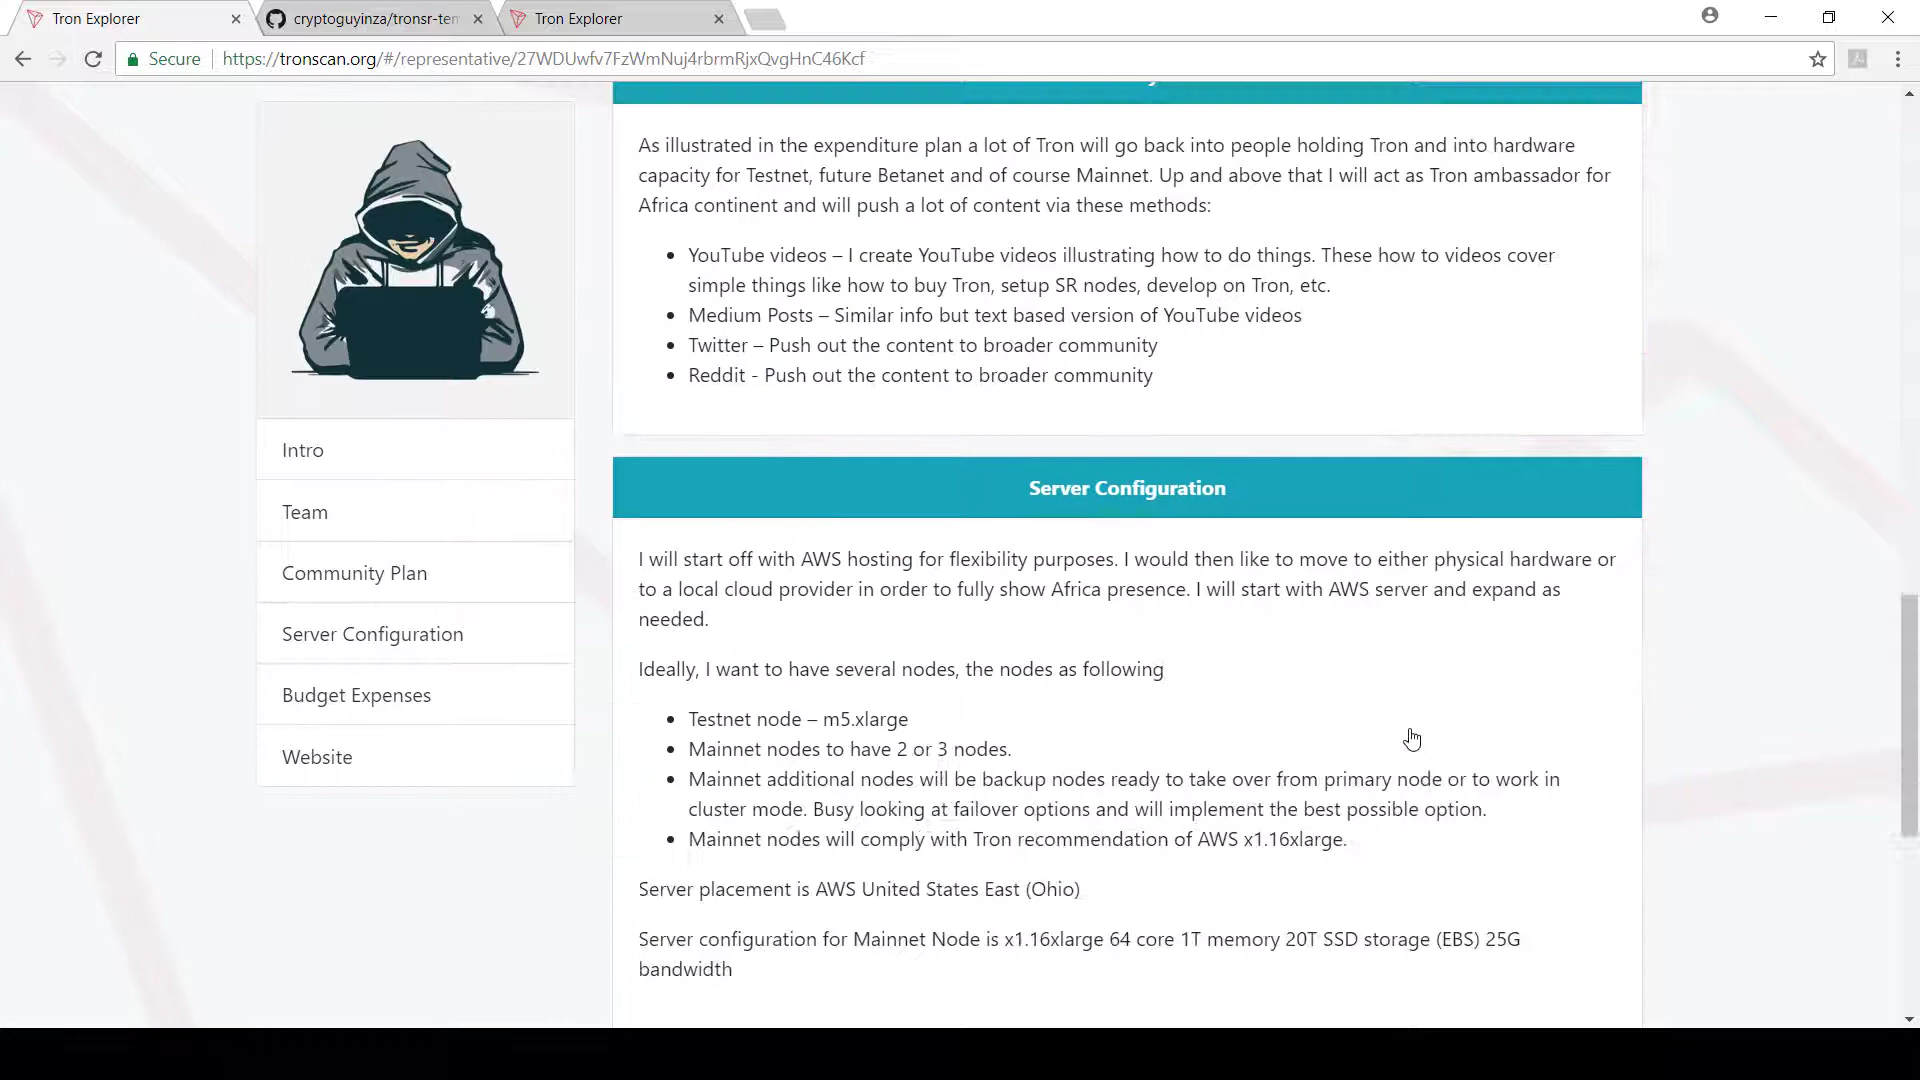 Tron Explorer
cryptoguyinza/tronsr-tem
Tron Explorer
Secure
https://tronscan.org/#/representative/27WDUwfv7FzWmNuj4rbrmRjxQvgHnC46Kcf
As illustrated in the expenditure plan a lot of Tron will go back into people holding Tron and into hardware
capacity for Testnet, future Betanet and of course Mainnet. Up and above that I will act as Tron ambassador for
Africa continent and will push a lot of content via these methods:
• YouTube videos – I create YouTube videos illustrating how to do things. These how to videos cover
simple things like how to buy Tron, setup SR nodes, develop on Tron, etc.
• Medium Posts – Similar info but text based version of YouTube videos
• Twitter – Push out the content to broader community
• Reddit - Push out the content to broader community
Intro
Team
Community Plan
Server Configuration
Budget Expenses
Website
Server Configuration
I will start off with AWS hosting for flexibility purposes. I would then like to move to either physical hardware or
to a local cloud provider in order to fully show Africa presence. I will start with AWS server and expand as
needed.
Ideally, I want to have several nodes, the nodes as following
• Testnet node – m5.xlarge
• Mainnet nodes to have 2 or 3 nodes.
• Mainnet additional nodes will be backup nodes ready to take over from primary node or to work in
cluster mode. Busy looking at failover options and will implement the best possible option.
• Mainnet nodes will comply with Tron recommendation of AWS x1.16xlarge.
Server placement is AWS United States East (Ohio)
Server configuration for Mainnet Node is x1.16xlarge 64 core 1T memory 20T SSD storage (EBS) 25G
bandwidth